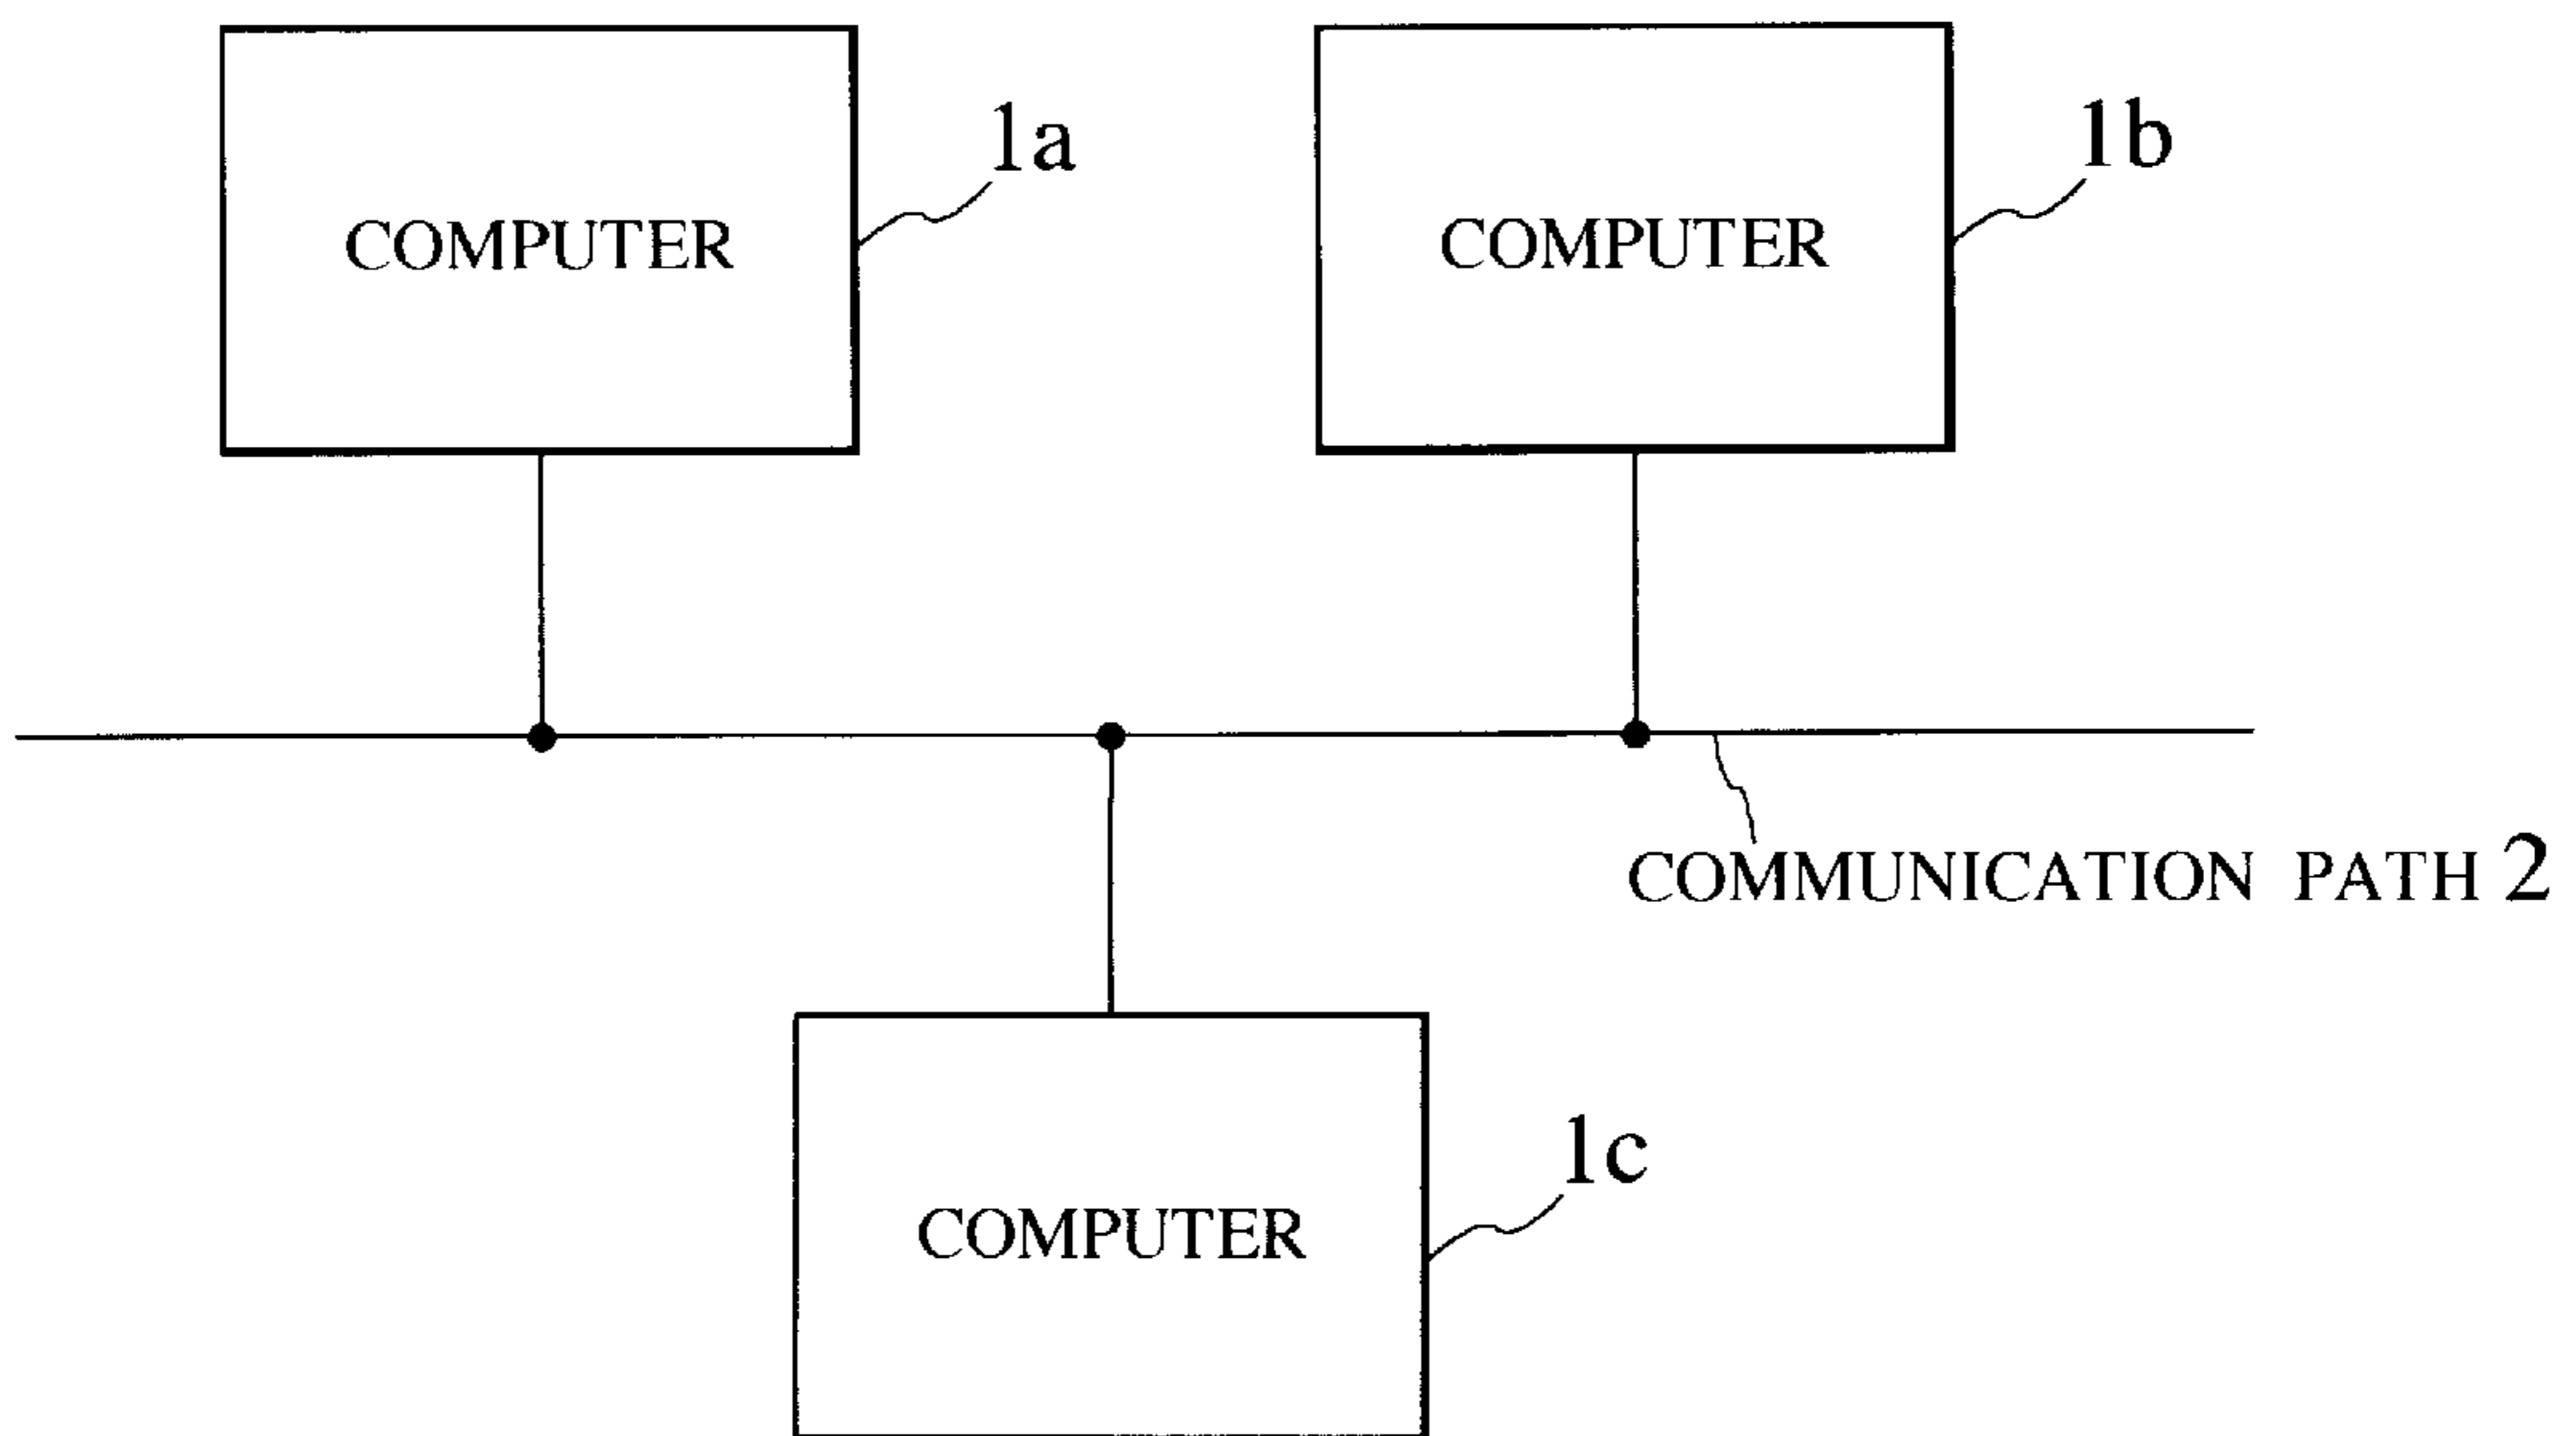 1a
1b
COMPUTER
COMPUTER
COMMUNICATION PATH 2
1c
COMPUTER